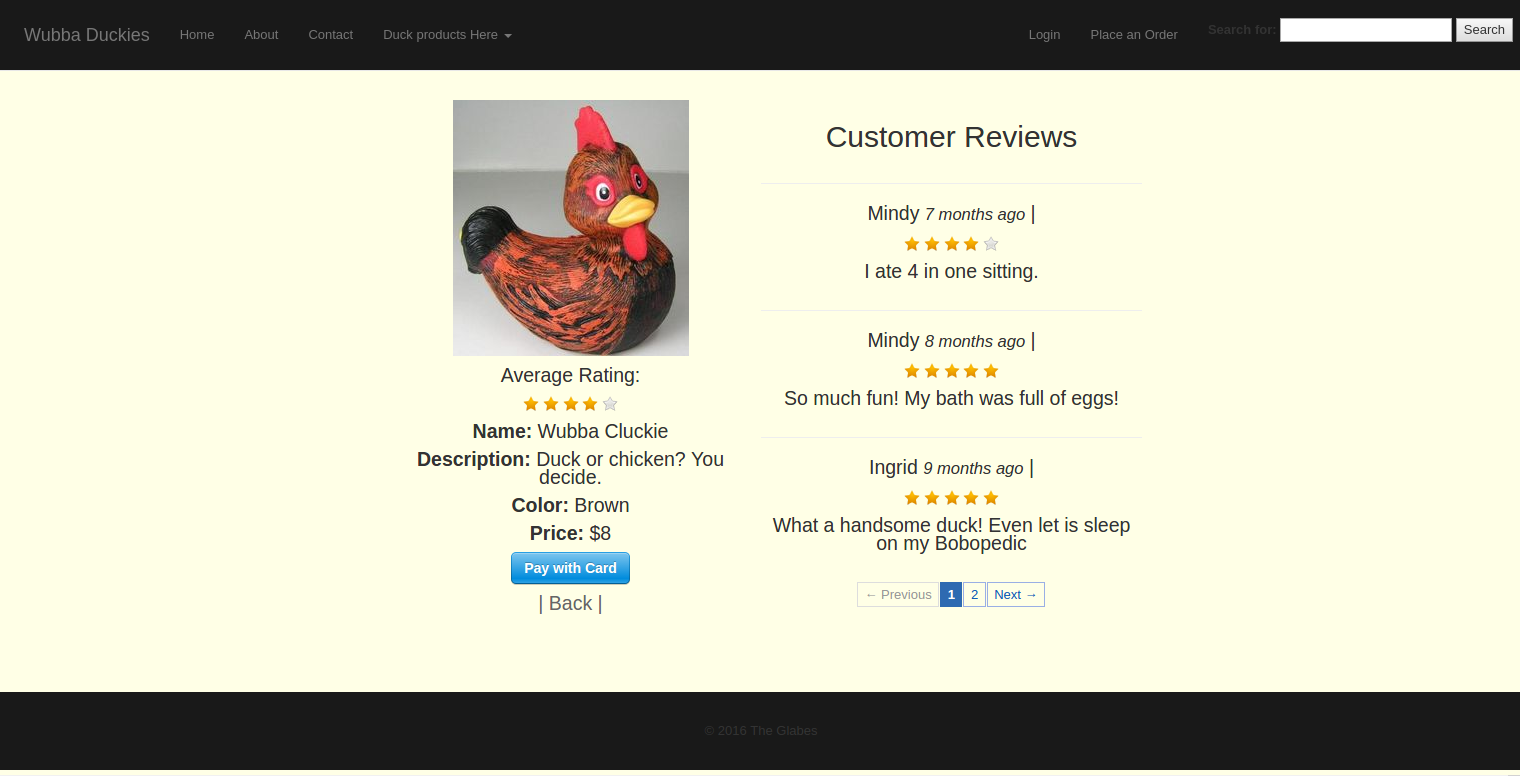 Wubba Duckies Home About Contact Duck products Here Login Place an Order Search for: Search
Average Rating:
Name: Wubba Cluckie
Description: Duck or chicken? You
decide.
Color: Brown
Price: $8
Pay with Card
| Back |
Customer Reviews
Mindy 7 months ago |
I ate 4 in one sitting.
Mindy 8 months ago |
So much fun! My bath was full of eggs!
Ingrid 9 months ago |
What a handsome duck! Even let is sleep
on my Bobopedic
← Previous 1 2 Next →
© 2016 The Glabes